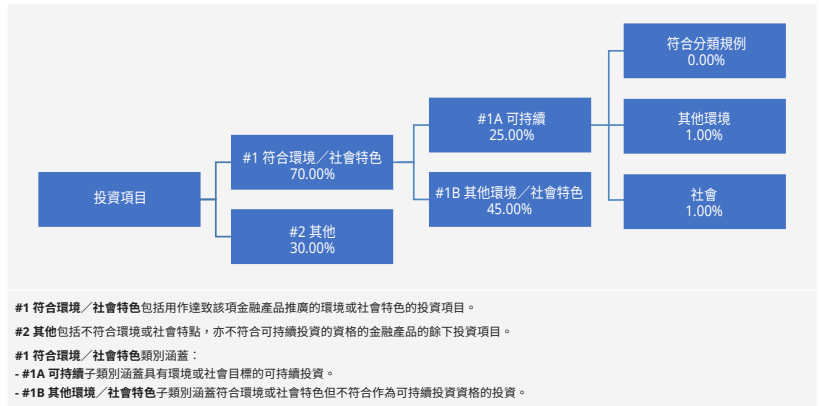 投資項目
#1 符合環境／社會特色
70.00%
#2 其他
30.00%
#1A 可持續
25.00%
#1B 其他環境／社會特色
45.00%
符合分類規例
0.00%
其他環境
1.00%
社會
1.00%
#1 符合環境／社會特色包括用作達致該項金融產品推廣的環境或社會特色的投資項目。
#2 其他包括不符合環境或社會特點，亦不符合可持續投資的資格的金融產品的餘下投資項目。
#1 符合環境／社會特色類別涵蓋：
- #1A 可持續子類別涵蓋具有環境或社會目標的可持續投資。
- #1B 其他環境／社會特色子類別涵蓋符合環境或社會特色但不符合作為可持續投資資格的投資。